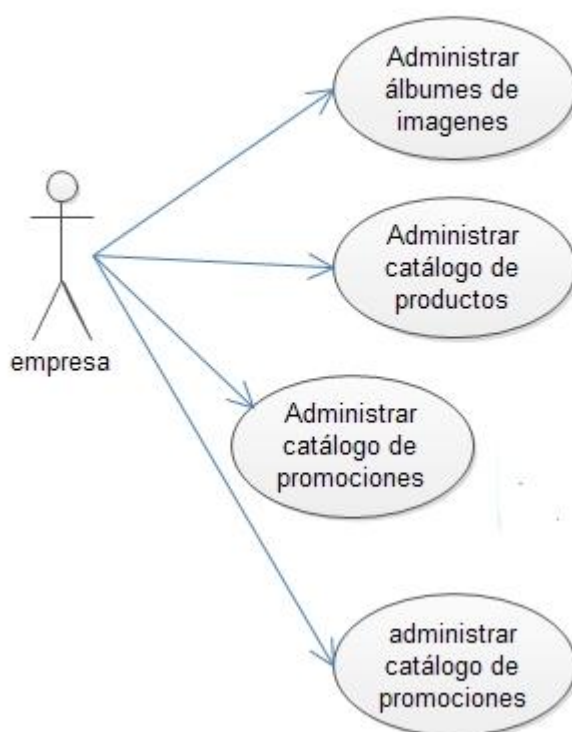 Administrar
álbumes de
imagenes
Administrar
catálogo de
productos
empresa
Administrar
catálogo de
promociones
administrar
catálogo de
promociones